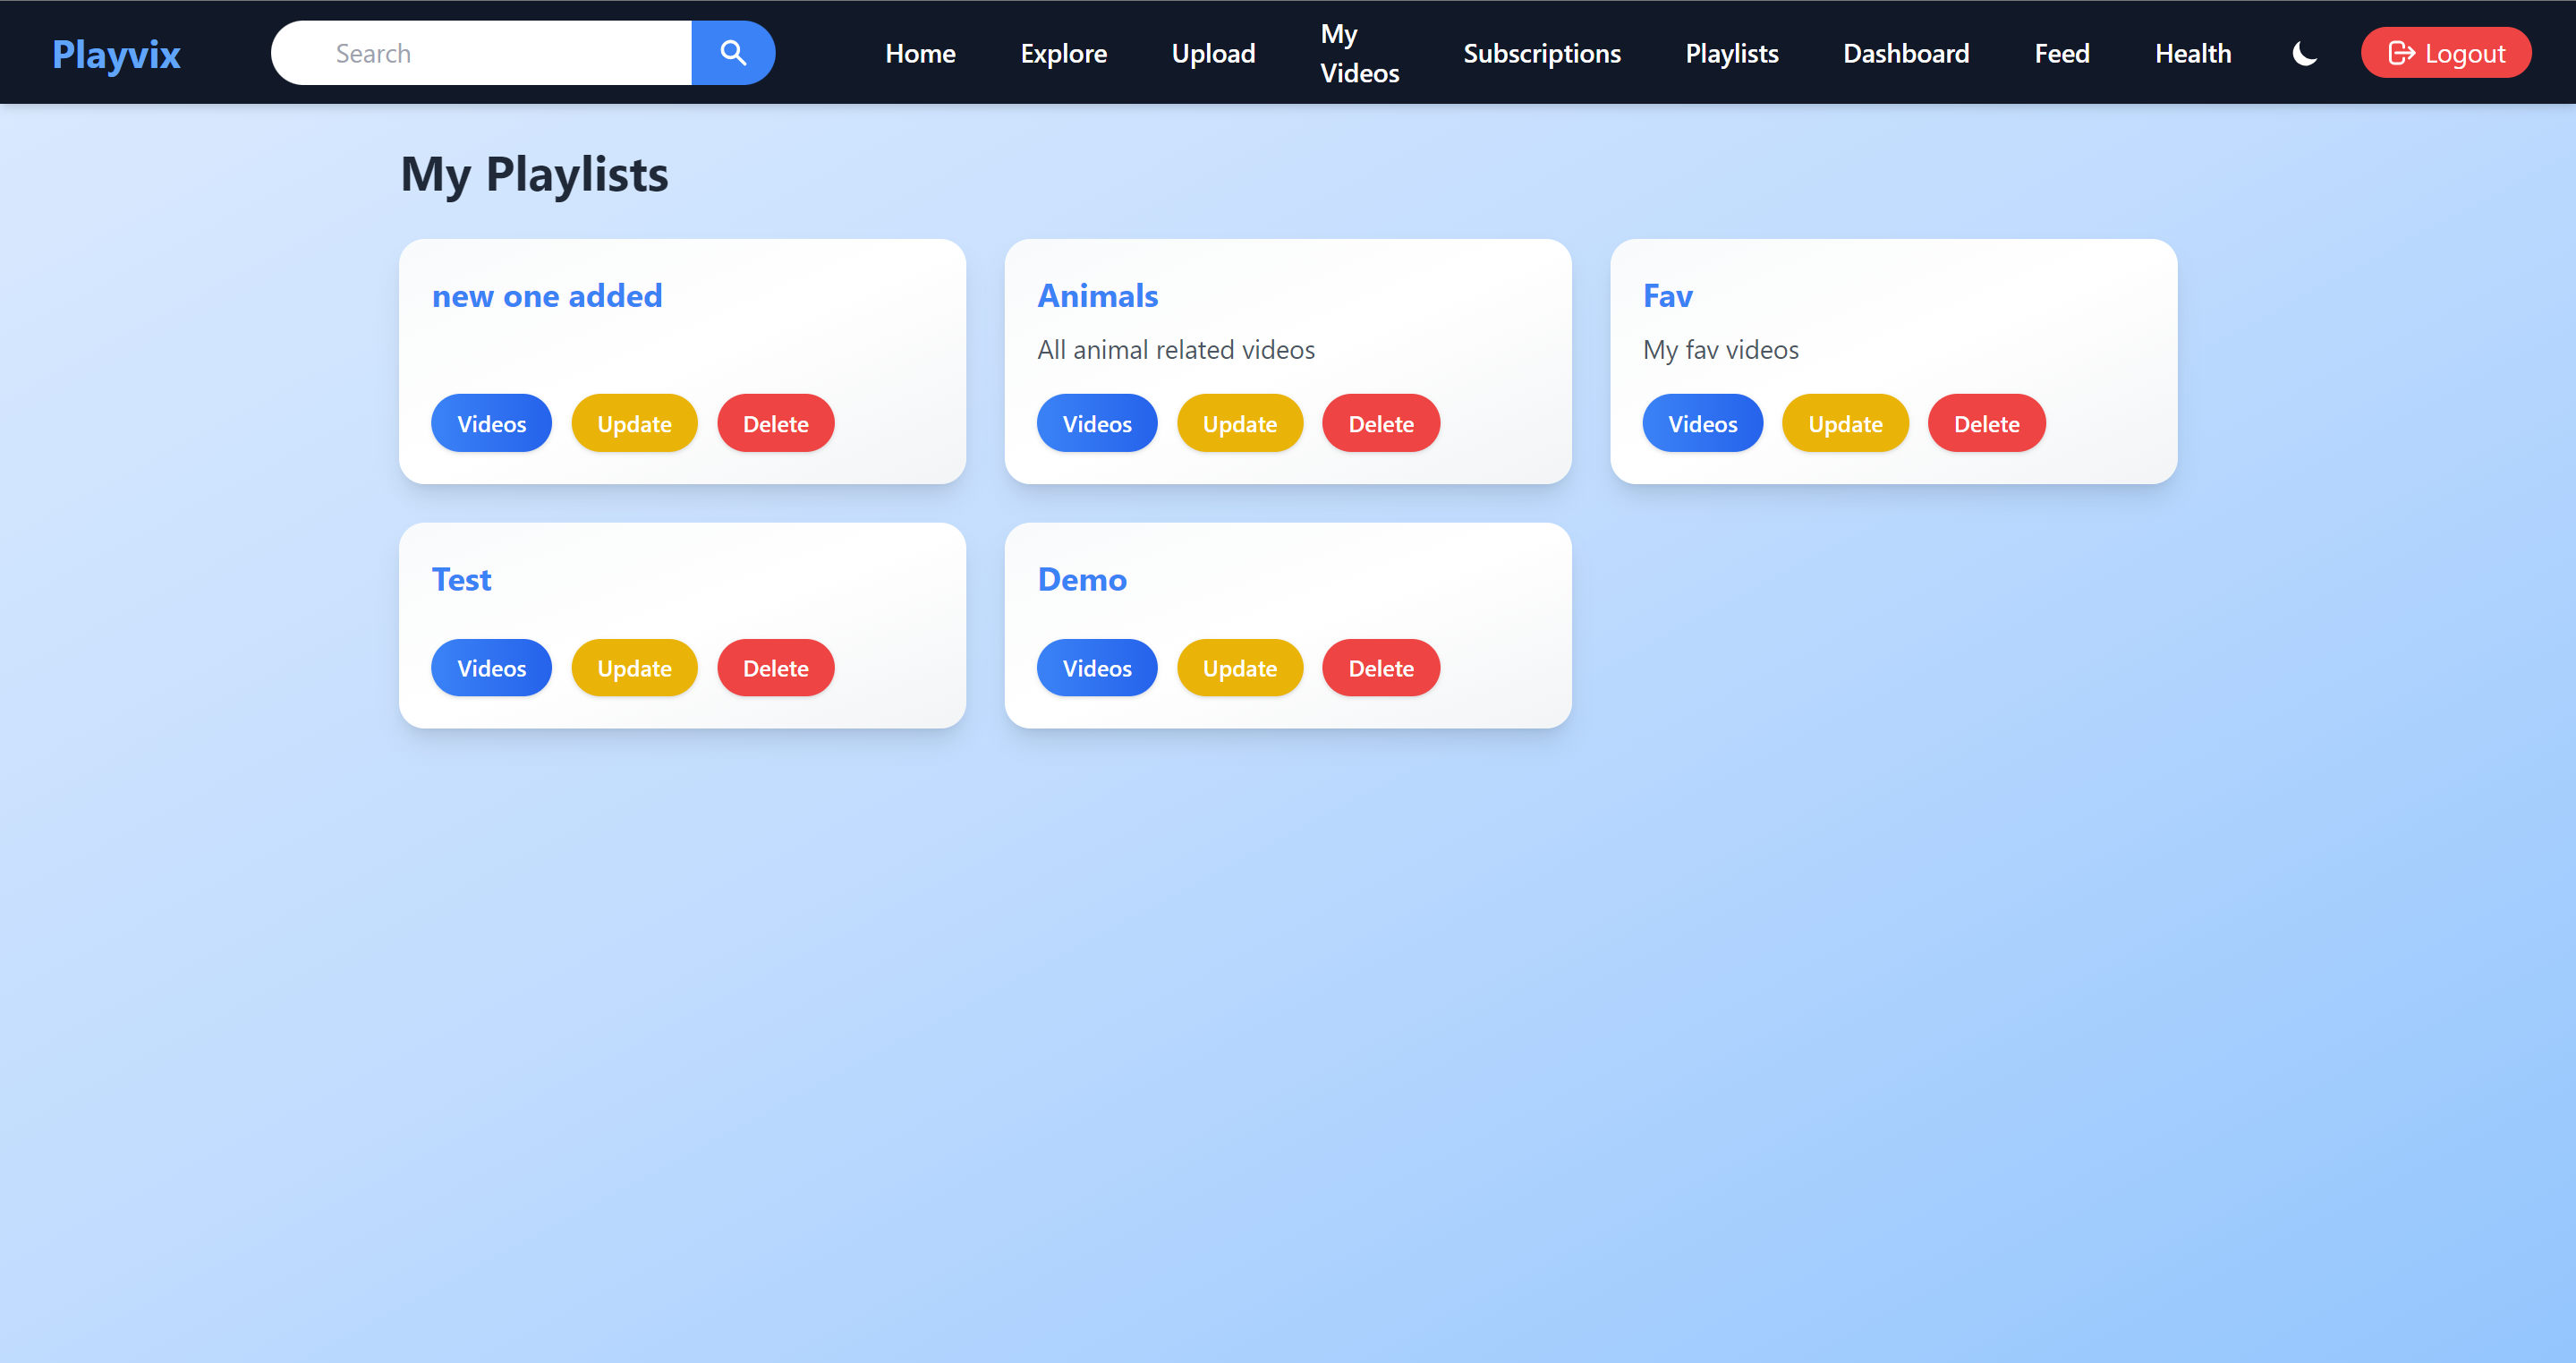 Playvix
Search
Home
Explore
Upload
My
Videos
Subscriptions
Playlists
Dashboard
Feed
Health
Logout
My Playlists
new one added
Videos
Update
Delete
Animals
All animal related videos
Videos
Update
Delete
Fav
My fav videos
Videos
Update
Delete
Test
Videos
Update
Delete
Demo
Videos
Update
Delete